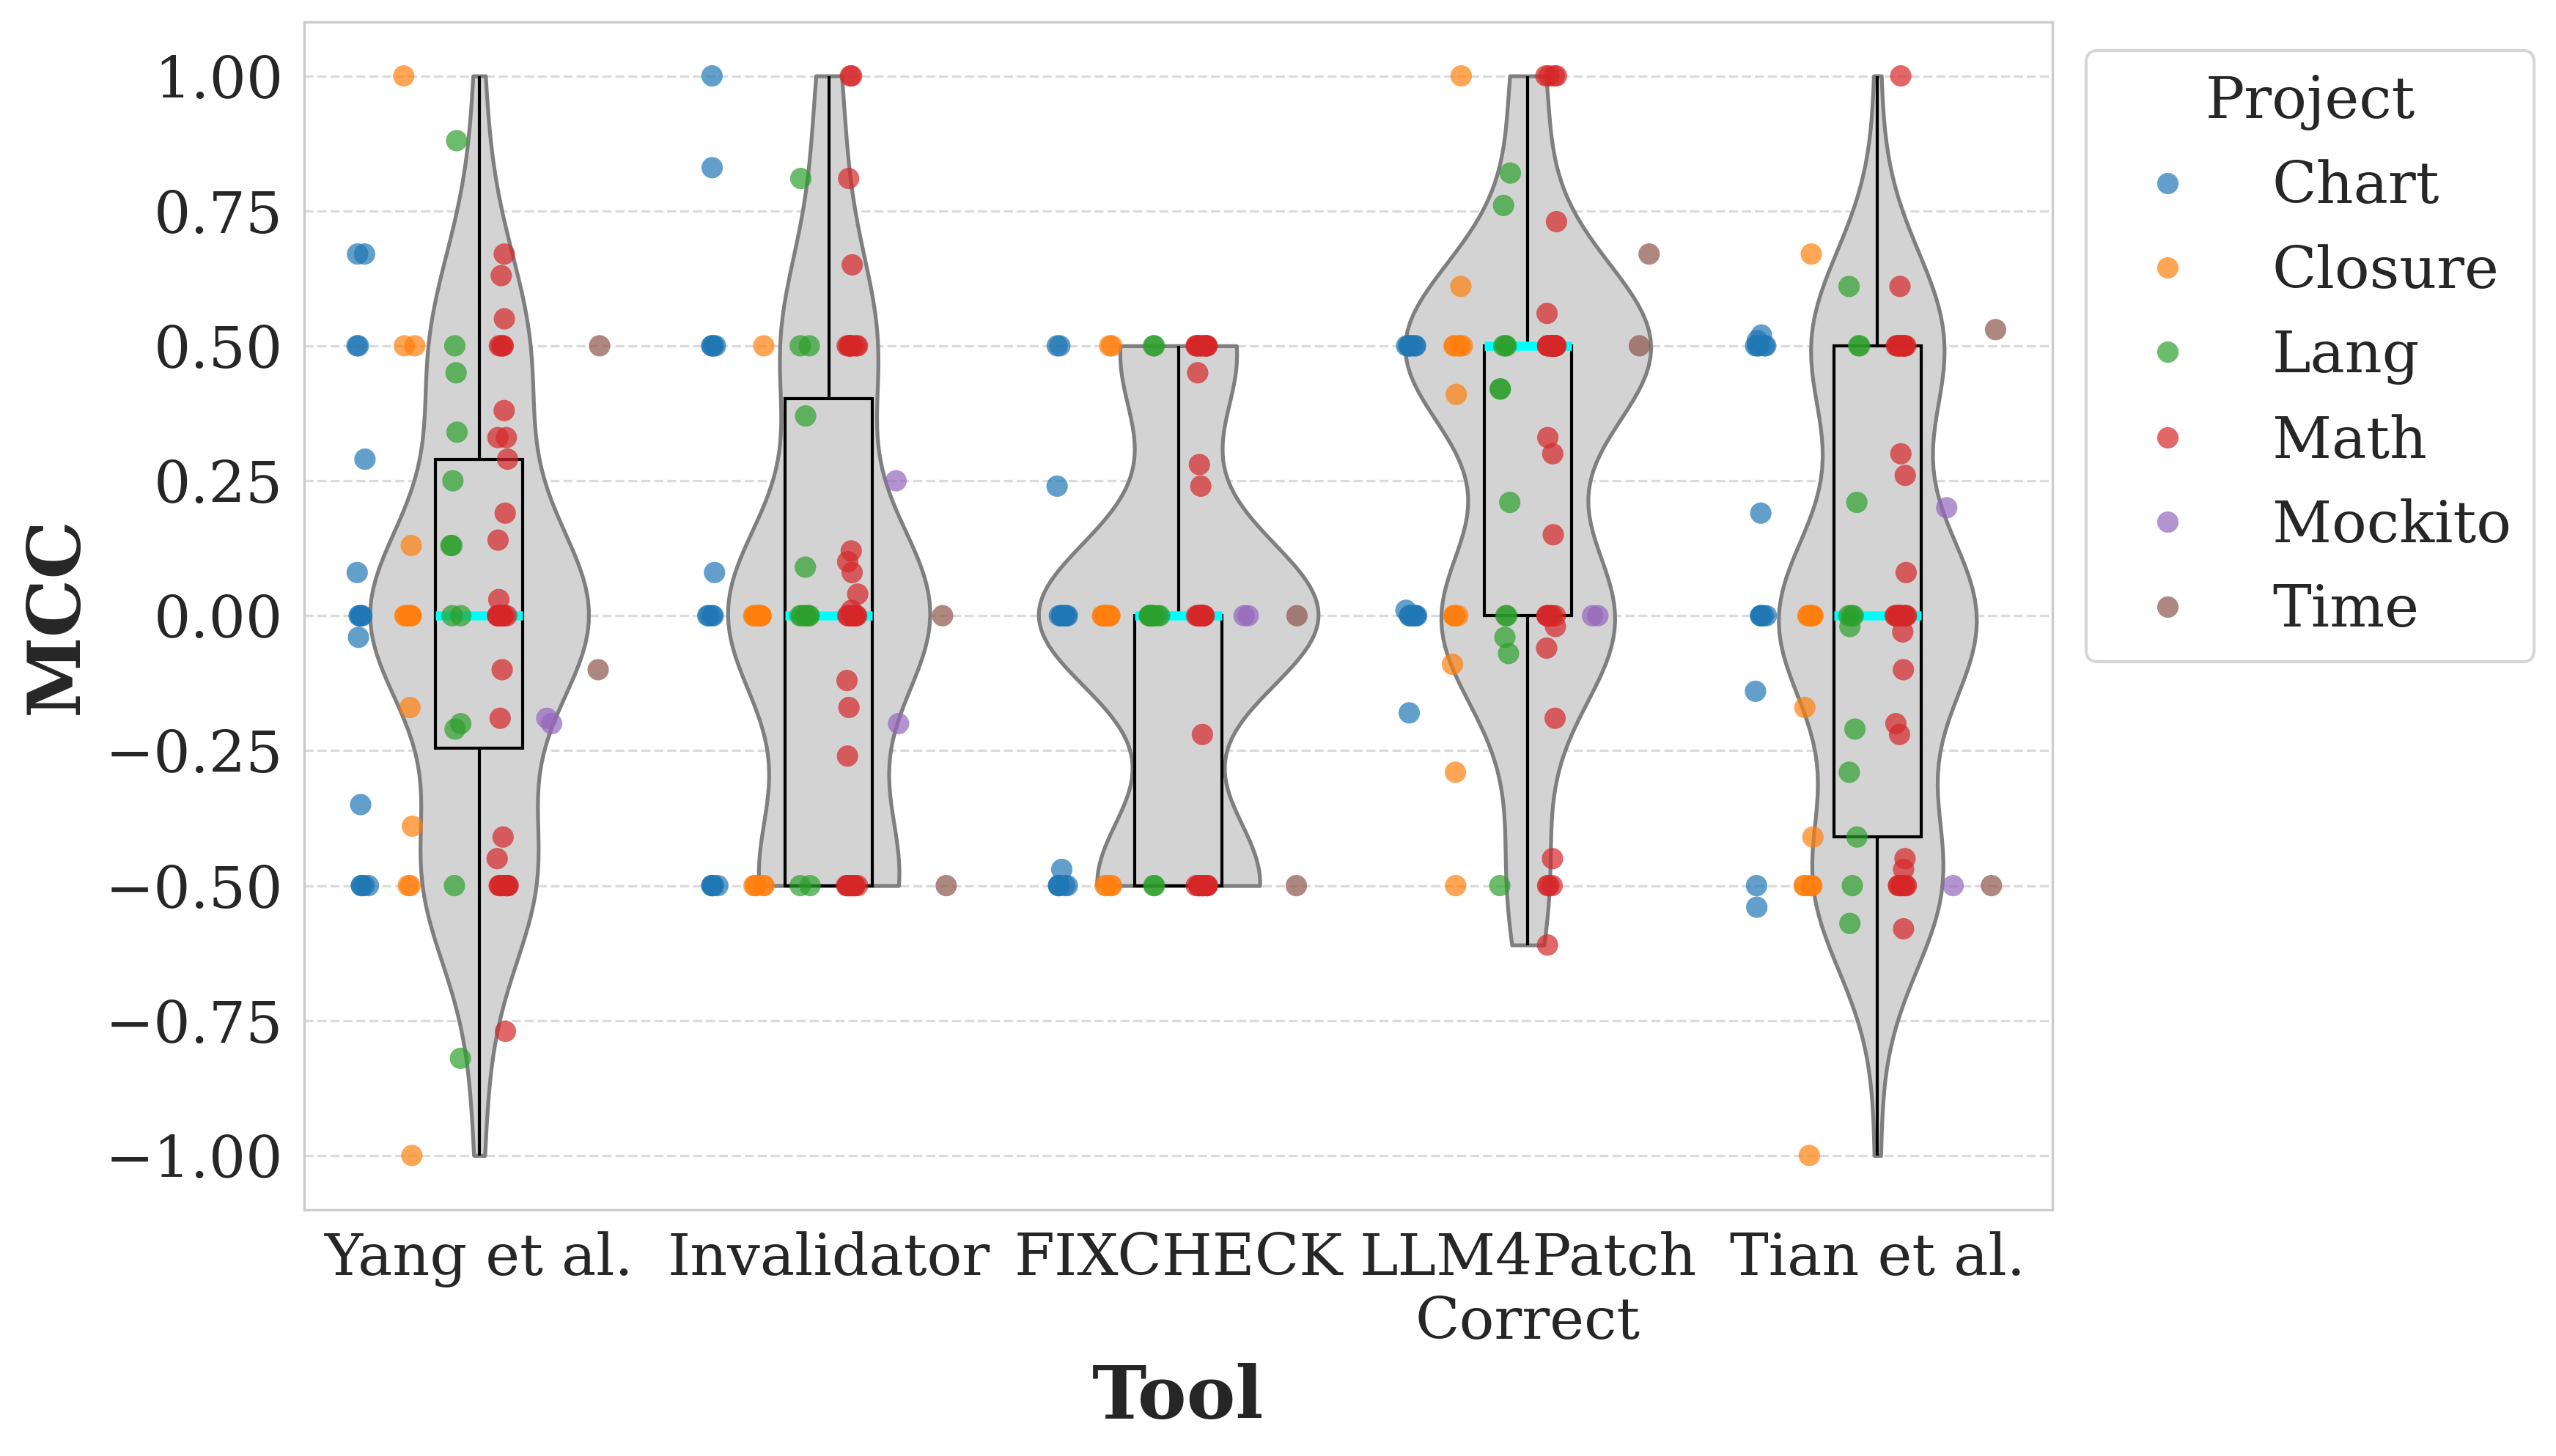 MCC
1.00
0.75
0.50
0.25
0.00
−0.25
−0.50
−0.75
−1.00
Yang et al.
Invalidator
FIXCHECK
LLM4Patch
Correct
Tian et al.
Tool
Project
Chart
Closure
Lang
Math
Mockito
Time